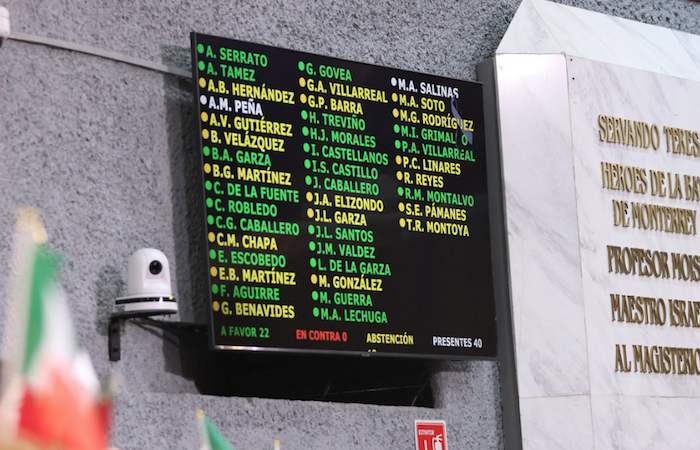 A. SERRATO
A. TAMEZ
A.B. HERNÁNDEZ
A.M. PEÑA
A.V. GUTIÉRREZ
B. VELÁZQUEZ
B.A. GARZA
B.G. MARTÍNEZ
C. DE LA FUENTE
C. ROBLEDO
C.G. CABALLERO
C.M. CHAPA
E. ESCOBEDO
E.B. MARTÍNEZ
F. AGUIRRE
G. BENAVIDES
G. GOVEA
G.A. VILLARREAL
G.P. BARRA
H. TREVIÑO
H.J. MORALES
I. CASTELLANOS
I.S. CASTILLO
J. CABALLERO
J.A. ELIZONDO
J.L. GARZA
J.L. SANTOS
J.M. VALDEZ
L. DE LA GARZA
M. GONZÁLEZ
M. GUERRA
M.A. LECHUGA
M.A. SALINAS
M.A. SOTO
M.G. RODRÍGUEZ
M.I. GRIMALDO
P.A. VILLARREAL
P.C. LINARES
R. REYES
R.M. MONTALVO
S.E. PÁMANES
T.R. MONTOYA
A FAVOR 22 EN CONTRA 0 ABSTENCIÓN PRESENTES 40
SERVANDO TERES
HEROES DE LA
DE MONTERREY
PROFESOR MOIS
MAESTRO ISRA
AL MAGISTERI